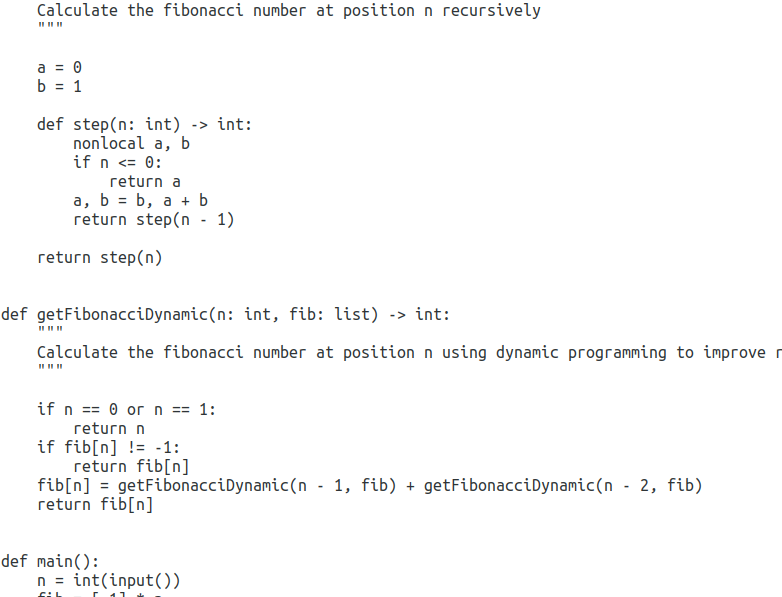 Calculate the fibonacci number at position n recursively
    """

    a = 0
    b = 1

    def step(n: int) -> int:
        nonlocal a, b
        if n <= 0:
            return a
        a, b = b, a + b
        return step(n - 1)

    return step(n)


def getFibonacciDynamic(n: int, fib: list) -> int:
    """
    Calculate the fibonacci number at position n using dynamic programming to improve r
    """

    if n == 0 or n == 1:
        return n
    if fib[n] != -1:
        return fib[n]
    fib[n] = getFibonacciDynamic(n - 1, fib) + getFibonacciDynamic(n - 2, fib)
    return fib[n]


def main():
    n = int(input())